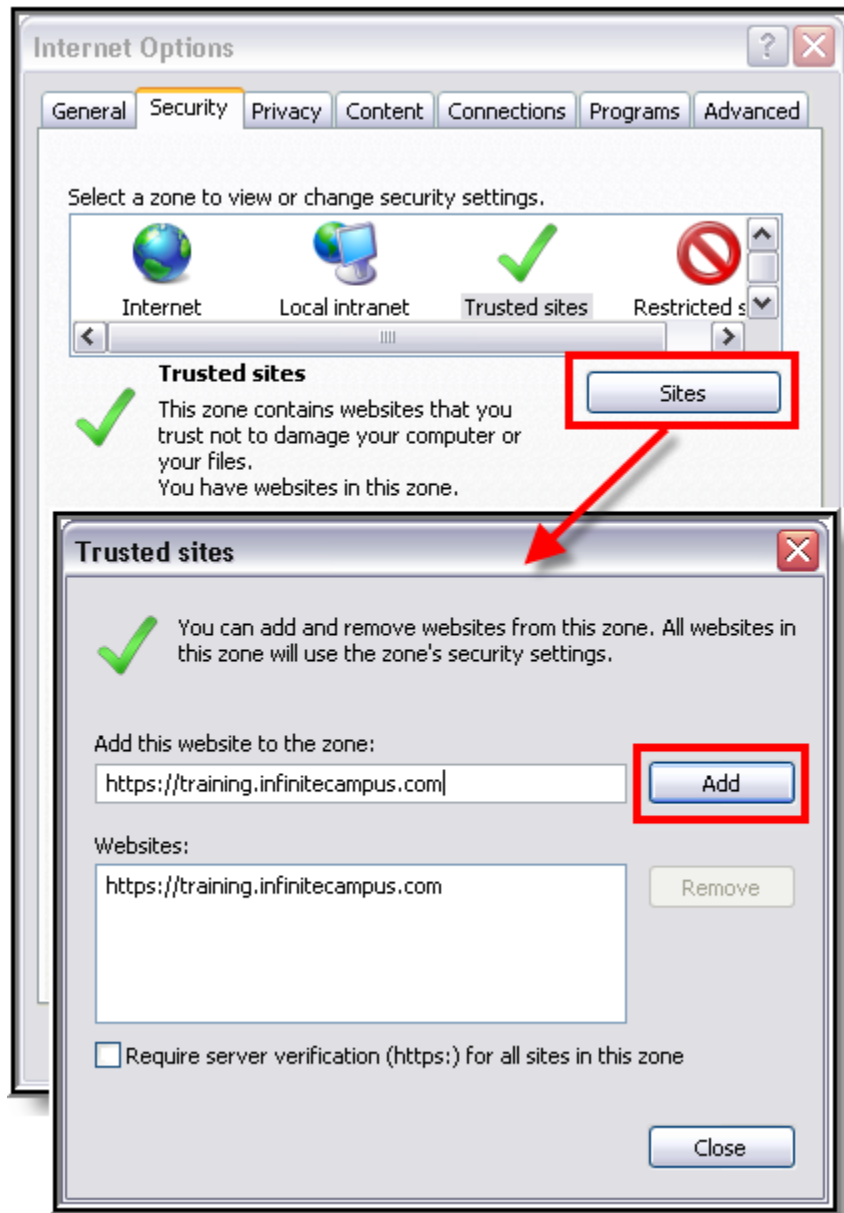 Internet Options
General Security Privacy Content Connections Programs Advanced
Select a zone to view or change security settings.
Internet Local intranet Trusted sites Restricted s
Trusted sites
Sites
This zone contains websites that you
trust not to damage your computer or
your files.
You have websites in this zone.
Trusted sites
You can add and remove websites from this zone. All websites in
this zone will use the zone's security settings.
Add this website to the zone:
https://training.infinitecampus.com
Add
Websites:
https://training.infinitecampus.com
Remove
Require server verification (https:) for all sites in this zone
Close